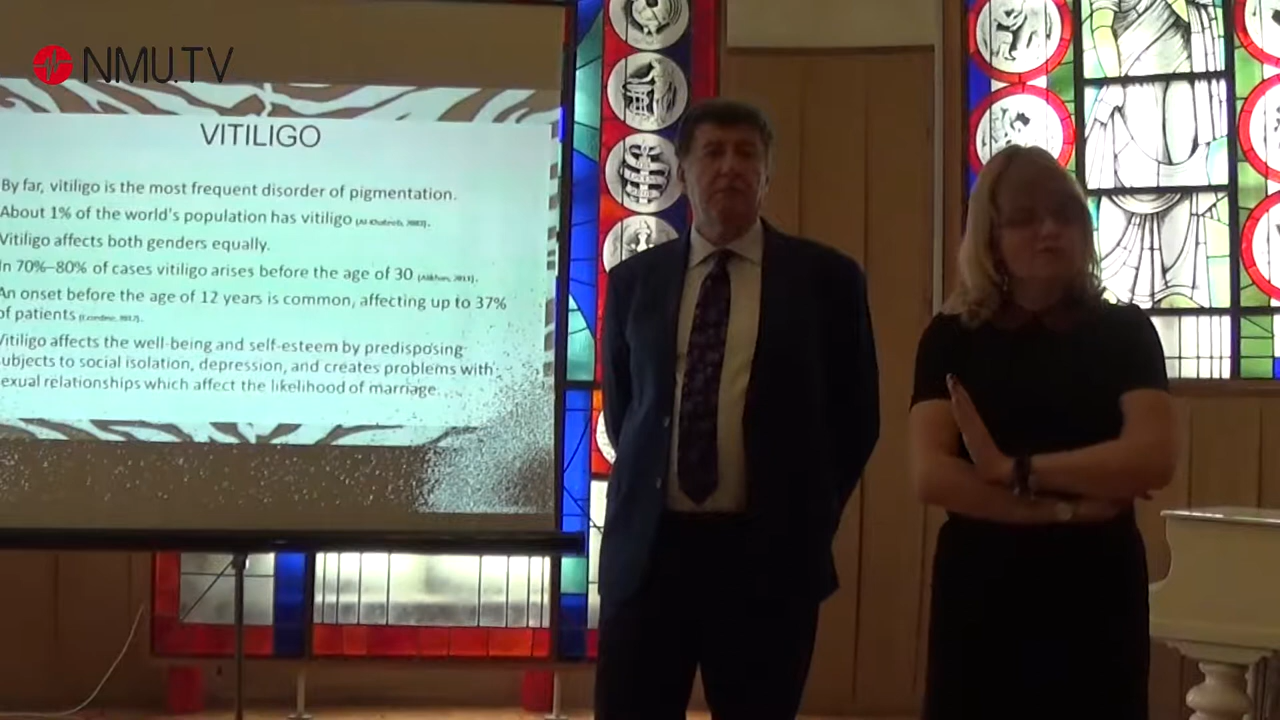 NMU.TV
VITILIGO
By far, vitiligo is the most frequent disorder of pigmentation.
About 1% of the world's population has vitiligo
Vitiligo affects both genders equally.
In 70%–80% of cases vitiligo arises before the age of 30
An onset before the age of 12 years is common, affecting up to 37%
of patients
Vitiligo affects the well-being and self-esteem by predisposing
subjects to social isolation, depression, and creates problems with
sexual relationships which affect the likelihood of marriage.